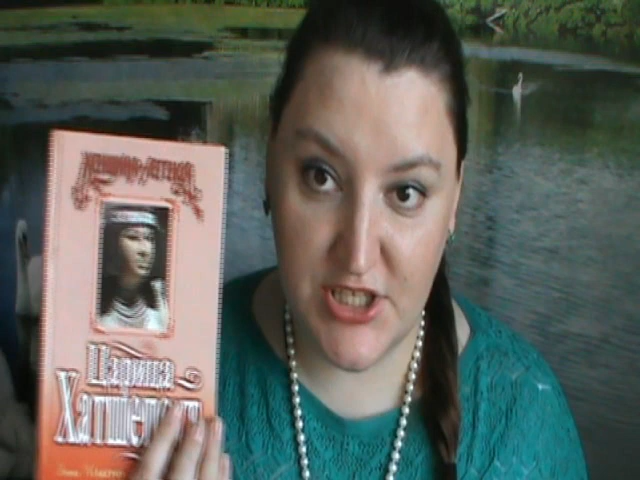 Женщина-легенда
Царица
Хатшепсут